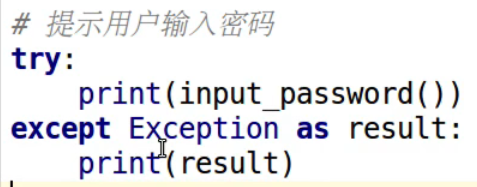 # 提示用户输入密码
try:
    print(input_password())
except Exception as result:
    print(result)